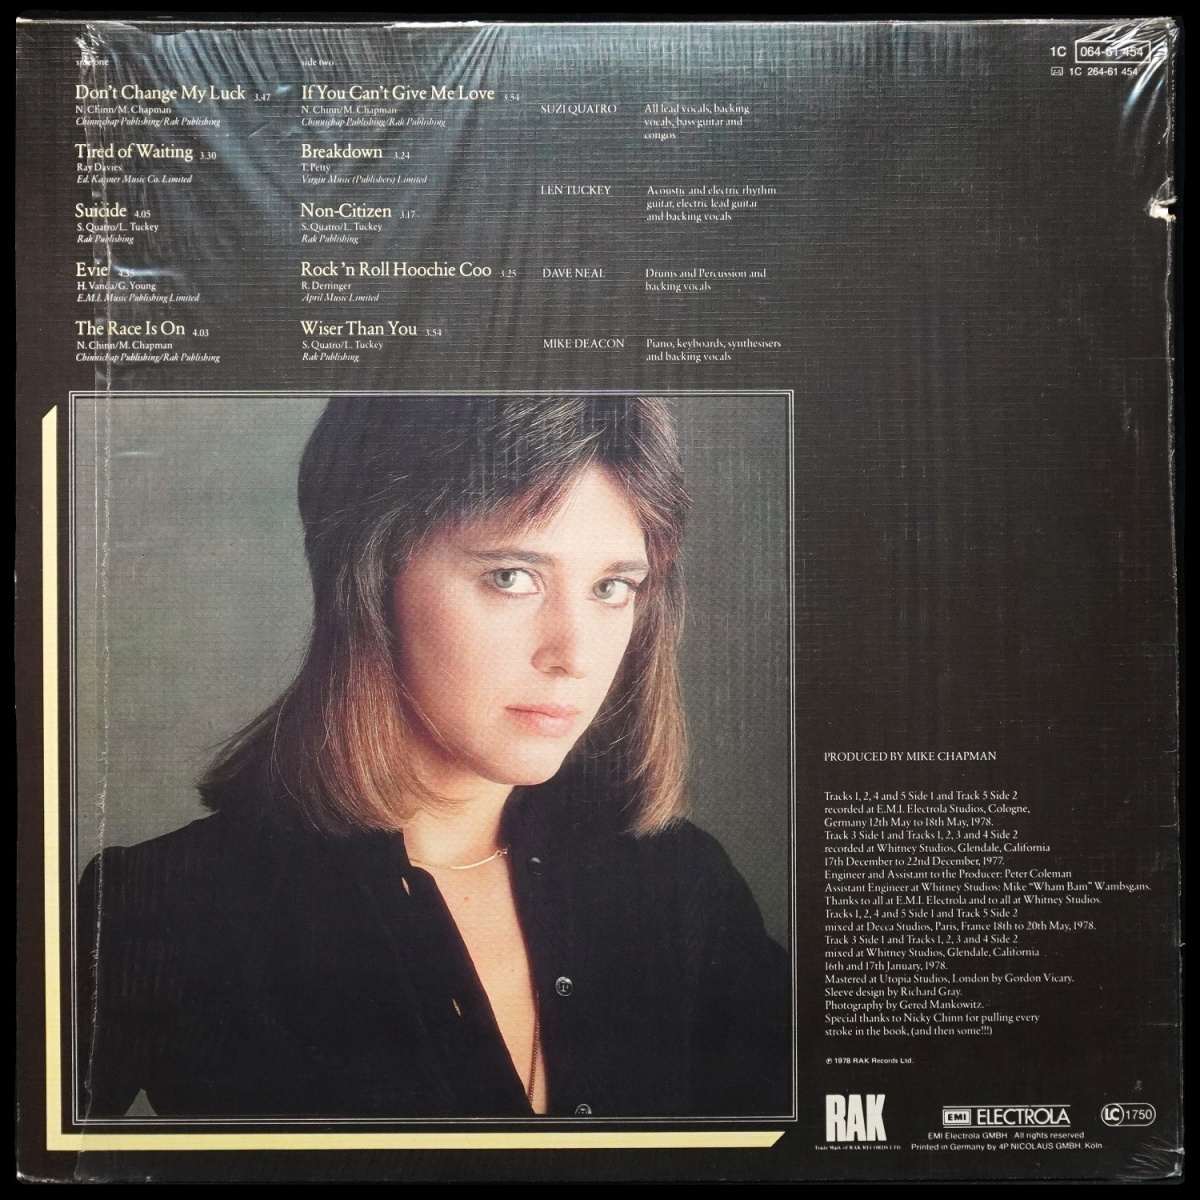 side one
Don't Change My Luck 3.47
N. Chinn/M. Chapman
Chinnichap Publishing/Rak Publishing
Tired of Waiting 3.30
Ray Davies
Ed. Kassner Music Co. Limited
Suicide 4.05
S. Quatro/L. Tuckey
Rak Publishing
Evie 4.35
H. Vanda/G. Young
E.M.I. Music Publishing Limited
The Race Is On 4.03
N. Chinn/M. Chapman
Chinnichap Publishing/Rak Publishing
side two
If You Can't Give Me Love 3.54
N. Chinn/M. Chapman
Chinnichap Publishing/Rak Publishing
Breakdown 3.24
T. Petty
Virgin Music (Publishers) Limited
Non-Citizen 3.17
S. Quatro/L. Tuckey
Rak Publishing
Rock 'n Roll Hoochie Coo 3.25
R. Derringer
April Music Limited
Wiser Than You 3.54
S. Quatro/L. Tuckey
Rak Publishing
SUZI QUATRO All lead vocals, backing
vocals, bass guitar and
congos
LEN TUCKEY Acoustic and electric rhythm
guitar, electric lead guitar
and backing vocals
DAVE NEAL Drums and Percussion and
backing vocals
MIKE DEACON Piano, keyboards, synthesisers
and backing vocals
1C 064-61 454
1C 264-61 454
PRODUCED BY MIKE CHAPMAN
Tracks 1, 2, 4 and 5 Side 1 and Track 5 Side 2
recorded at E.M.I. Electrola Studios, Cologne,
Germany 12th May to 18th May, 1978.
Track 3 Side 1 and Tracks 1, 2, 3 and 4 Side 2
recorded at Whitney Studios, Glendale, California
17th December to 22nd December, 1977.
Engineer and Assistant to the Producer: Peter Coleman
Assistant Engineer at Whitney Studios: Mike "Wham Bam" Wambsgans.
Thanks to all at E.M.I. Electrola and to all at Whitney Studios.
Tracks 1, 2, 4 and 5 Side 1 and Track 5 Side 2
mixed at Decca Studios, Paris, France 18th to 20th May, 1978.
Track 3 Side 1 and Tracks 1, 2, 3 and 4 Side 2
mixed at Whitney Studios, Glendale, California
16th and 17th January, 1978.
Mastered at Utopia Studios, London by Gordon Vicary.
Sleeve design by Richard Gray.
Photography by Gered Mankowitz.
Special thanks to Nicky Chinn for pulling every
stroke in the book, (and then some!!!)
℗ 1978 RAK Records Ltd.
RAK
Trade Mark of RAK RECORDS LTD.
EMI ELECTROLA
EMI Electrola GMBH · All rights reserved
Printed in Germany by 4P NICOLAUS GMBH, Köln
LC 1750